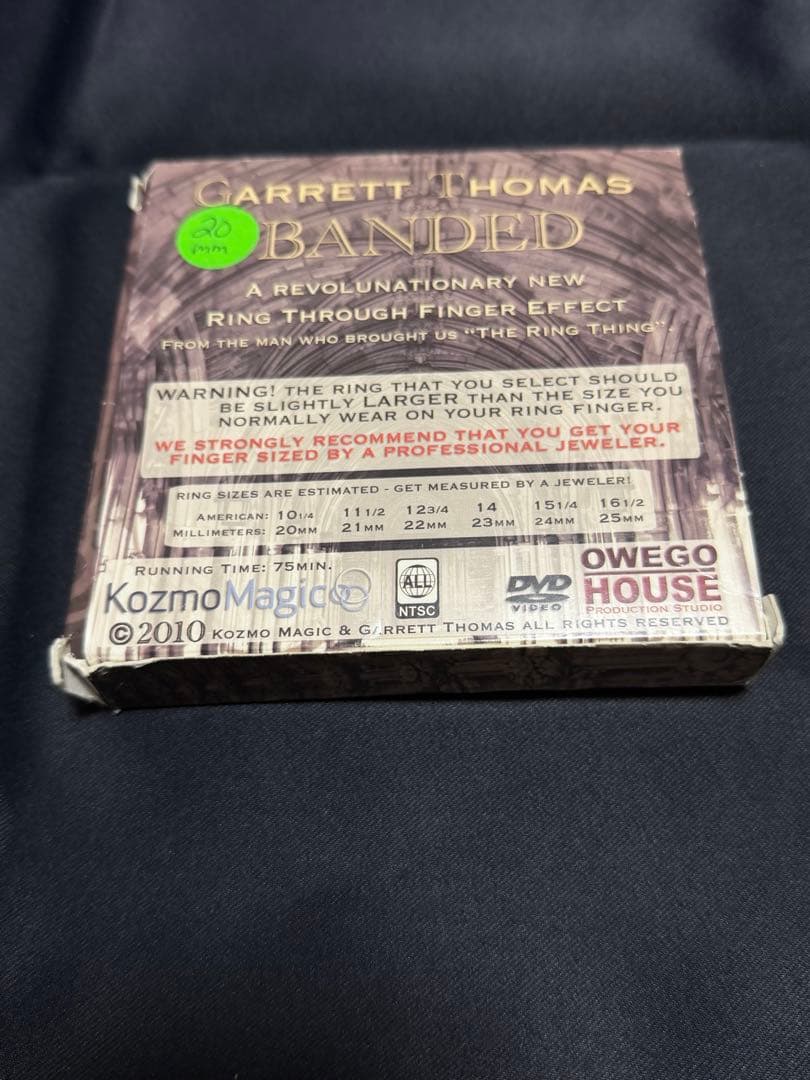 GARRETT THOMAS
20
mm
BANDED
A REVOLUNATIONARY NEW
RING THROUGH FINGER EFFECT
FROM THE MAN WHO BROUGHT US "THE RING THING".
WARNING! THE RING THAT YOU SELECT SHOULD
BE SLIGHTLY LARGER THAN THE SIZE YOU
NORMALLY WEAR ON YOUR RING FINGER.
WE STRONGLY RECOMMEND THAT YOU GET YOUR
FINGER SIZED BY A PROFESSIONAL JEWELER.
RING SIZES ARE ESTIMATED - GET MEASURED BY A JEWELER!
AMERICAN: 10 1/4 11 1/2 12 3/4 14 15 1/4 16 1/2
MILLIMETERS: 20MM 21MM 22MM 23MM 24MM 25MM
RUNNING TIME: 75MIN.
KozmoMagic
ALL
NTSC
DVD
VIDEO
OWEGO
HOUSE
PRODUCTION STUDIO
©2010 KOZMO MAGIC & GARRETT THOMAS ALL RIGHTS RESERVED